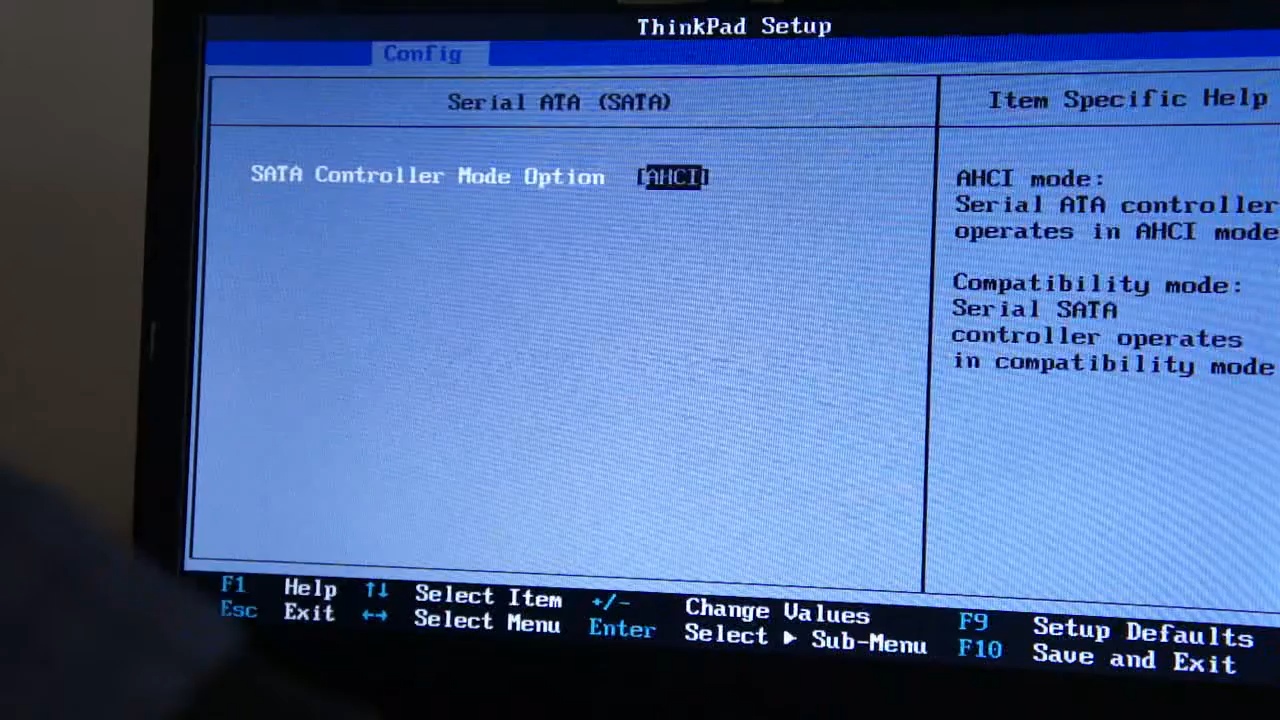 ThinkPad Setup
Config
Serial ATA (SATA)
Item Specific Help
SATA Controller Mode Option [AHCI]
AHCI mode:
Serial ATA controller
operates in AHCI mode
Compatibility mode:
Serial SATA
controller operates
in compatibility mode
F1 Help ↑↓ Select Item +/- Change Values F9 Setup Defaults
Esc Exit ↔ Select Menu Enter Select ▶ Sub-Menu F10 Save and Exit